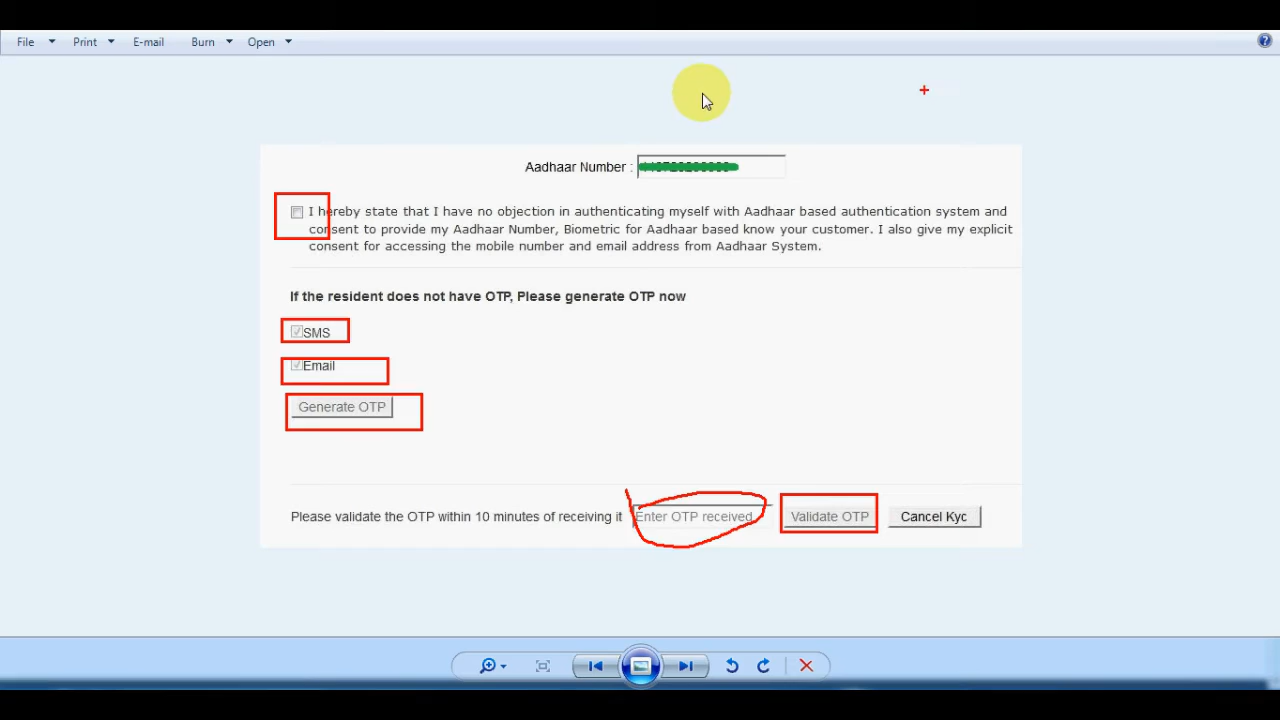 File Print E-mail Burn Open
Aadhaar Number :
I hereby state that I have no objection in authenticating myself with Aadhaar based authentication system and
consent to provide my Aadhaar Number, Biometric for Aadhaar based know your customer. I also give my explicit
consent for accessing the mobile number and email address from Aadhaar System.
If the resident does not have OTP, Please generate OTP now
SMS
Email
Generate OTP
Please validate the OTP within 10 minutes of receiving it Enter OTP received Validate OTP Cancel Kyc